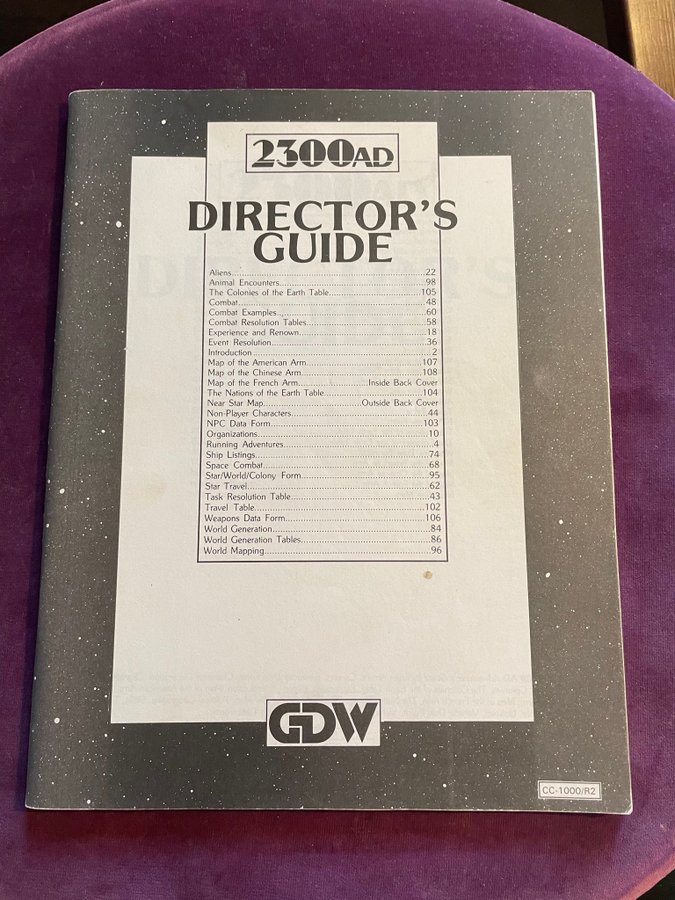 2300AD
DIRECTOR'S
GUIDE
Aliens....................22
Animal Encounters....................98
The Colonies of the Earth Table....................105
Combat....................48
Combat Examples....................60
Combat Resolution Tables....................58
Experience and Renown....................18
Event Resolution....................36
Introduction....................2
Map of the American Arm....................107
Map of the Chinese Arm....................108
Map of the French Arm....................Inside Back Cover
The Nations of the Earth Table....................104
Near Star Map....................Outside Back Cover
Non-Player Characters....................44
NPC Data Form....................103
Organizations....................10
Running Adventures....................4
Ship Listings....................74
Space Combat....................68
Star/World/Colony Form....................95
Star Travel....................62
Task Resolution Table....................43
Travel Table....................102
Weapons Data Form....................106
World Generation....................84
World Generation Tables....................86
World Mapping....................96
GDW
CC-1000/R2